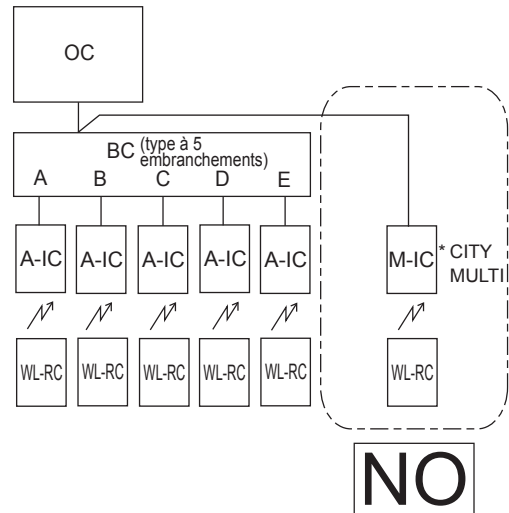 OC
BC (type à 5
embranchements)
A B C D E
A-IC A-IC A-IC A-IC A-IC M-IC * CITY
MULTI
WL-RC WL-RC WL-RC WL-RC WL-RC WL-RC
NO